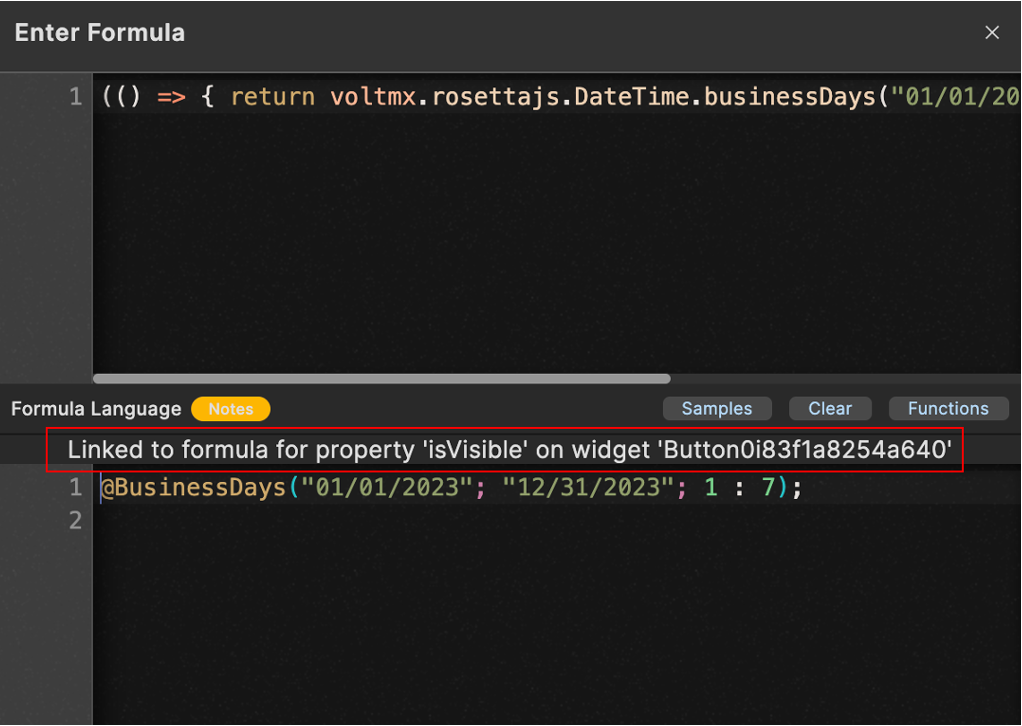 Enter Formula
1 (() => { return voltmx.rosettajs.DateTime.businessDays("01/01/20
Formula Language Notes Samples Clear Functions
Linked to formula for property 'isVisible' on widget 'Button0i83f1a8254a640'
1 @BusinessDays("01/01/2023"; "12/31/2023"; 1 : 7);
2